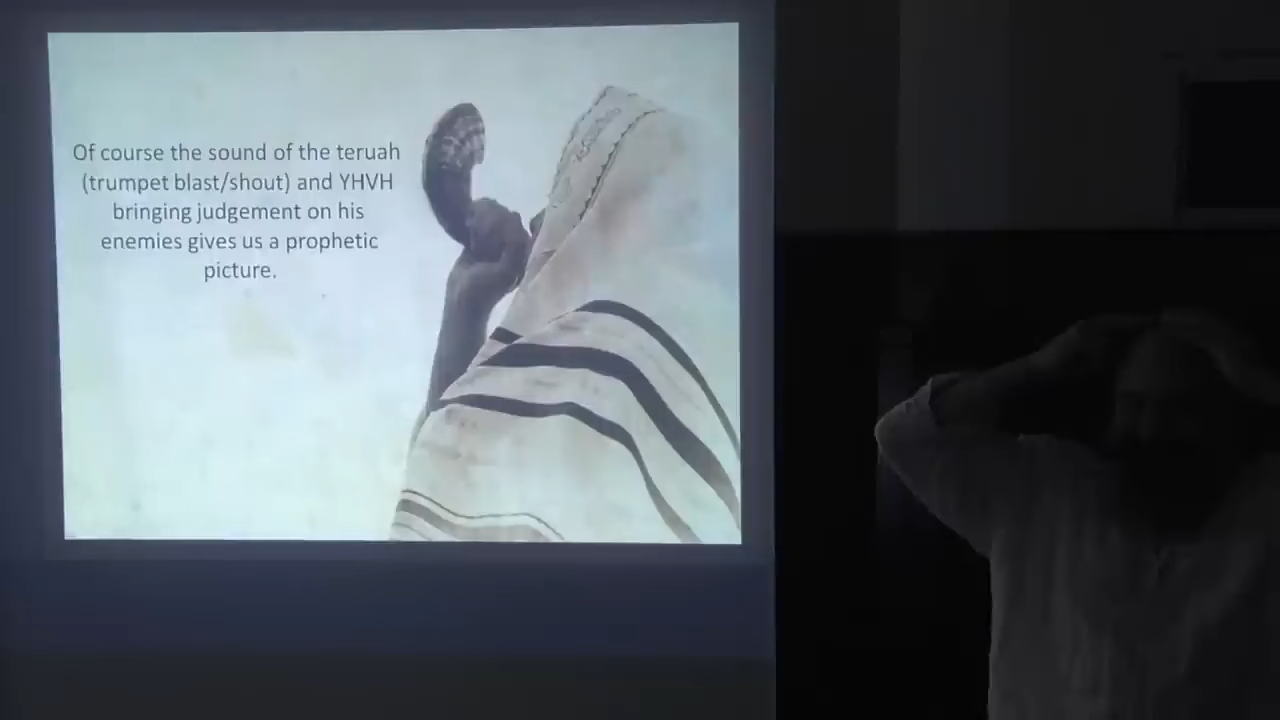 Of course the sound of the teruah
(trumpet blast/shout) and YHVH
bringing judgement on his
enemies gives us a prophetic
picture.